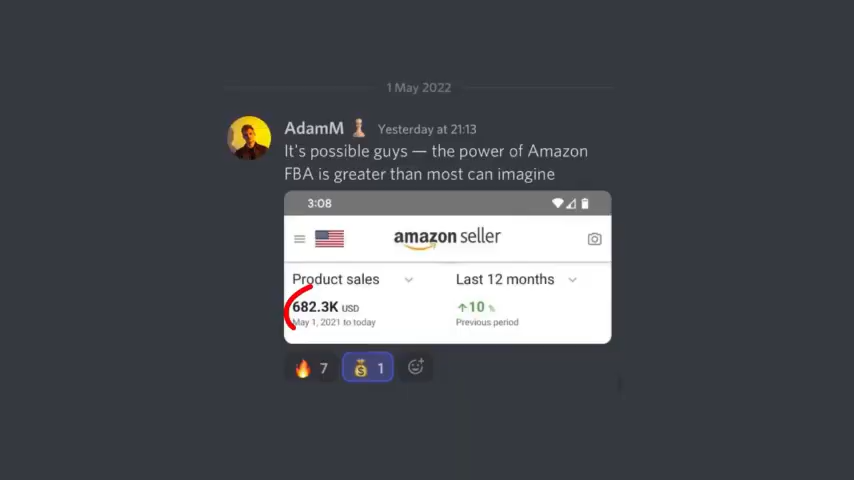 1 May 2022
AdamM Yesterday at 21:13
It's possible guys — the power of Amazon
FBA is greater than most can imagine
3:08
amazon seller
Product sales Last 12 months
682.3K USD ↑10 %
May 1, 2021 to today Previous period
7 1